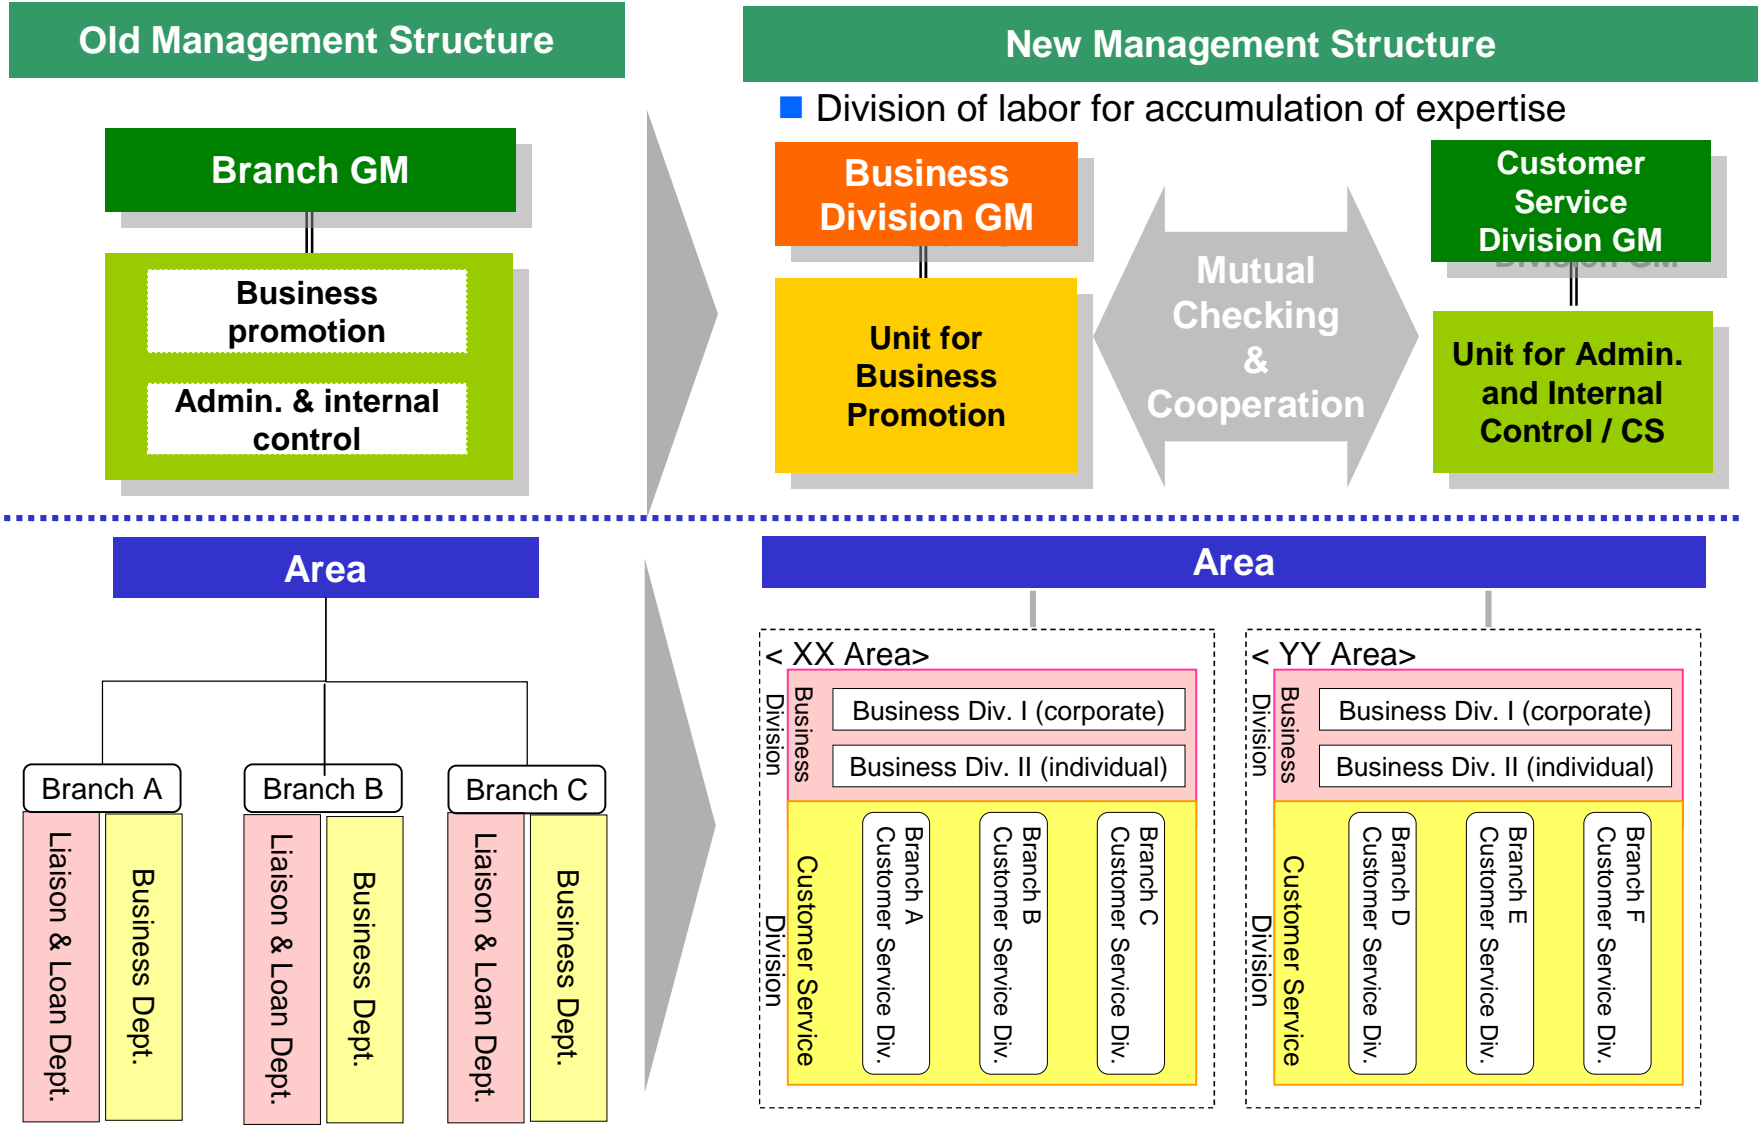 Old Management Structure
New Management Structure
Division of labor for accumulation of expertise
Branch GM
Business
promotion
Admin. & internal
control
Business
Division GM
Unit for
Business
Promotion
Mutual
Checking
&
Cooperation
Customer
Service
Division GM
Unit for Admin.
and Internal
Control / CS
Area
Branch A
Liaison & Loan Dept.
Business Dept.
Branch B
Liaison & Loan Dept.
Business Dept.
Branch C
Liaison & Loan Dept.
Business Dept.
Area
< XX Area>
Business
Division
Business Div. I (corporate)
Business Div. II (individual)
Customer Service
Division
Branch A
Customer Service Div.
Branch B
Customer Service Div.
Branch C
Customer Service Div.
< YY Area>
Business
Division
Business Div. I (corporate)
Business Div. II (individual)
Customer Service
Division
Branch D
Customer Service Div.
Branch E
Customer Service Div.
Branch F
Customer Service Div.